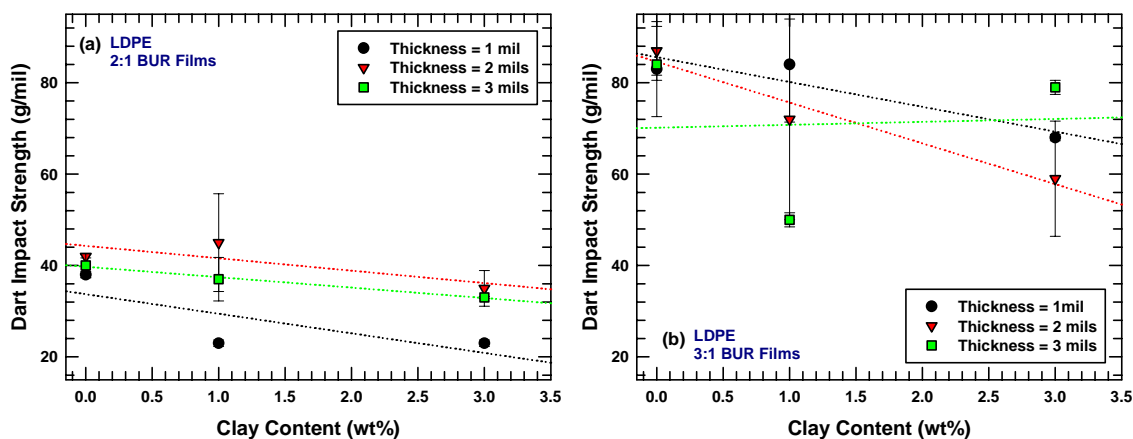 (a) LDPE
2:1 BUR Films
Thickness = 1 mil
Thickness = 2 mils
Thickness = 3 mils
Dart Impact Strength (g/mil)
80
60
40
20
0.0 0.5 1.0 1.5 2.0 2.5 3.0 3.5
Clay Content (wt%)
Dart Impact Strength (g/mil)
80
60
40
20
(b) LDPE
3:1 BUR Films
Thickness = 1mil
Thickness = 2 mils
Thickness = 3 mils
0.0 0.5 1.0 1.5 2.0 2.5 3.0 3.5
Clay Content (wt%)